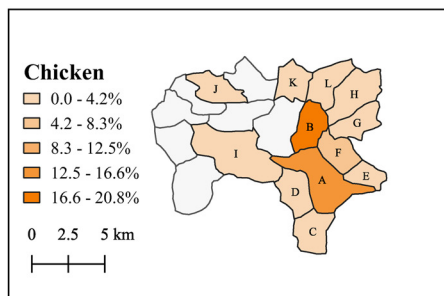 Chicken
0.0 - 4.2%
4.2 - 8.3%
8.3 - 12.5%
12.5 - 16.6%
16.6 - 20.8%
0 2.5 5 km
J
K
L
H
B
G
I
F
A
E
D
C